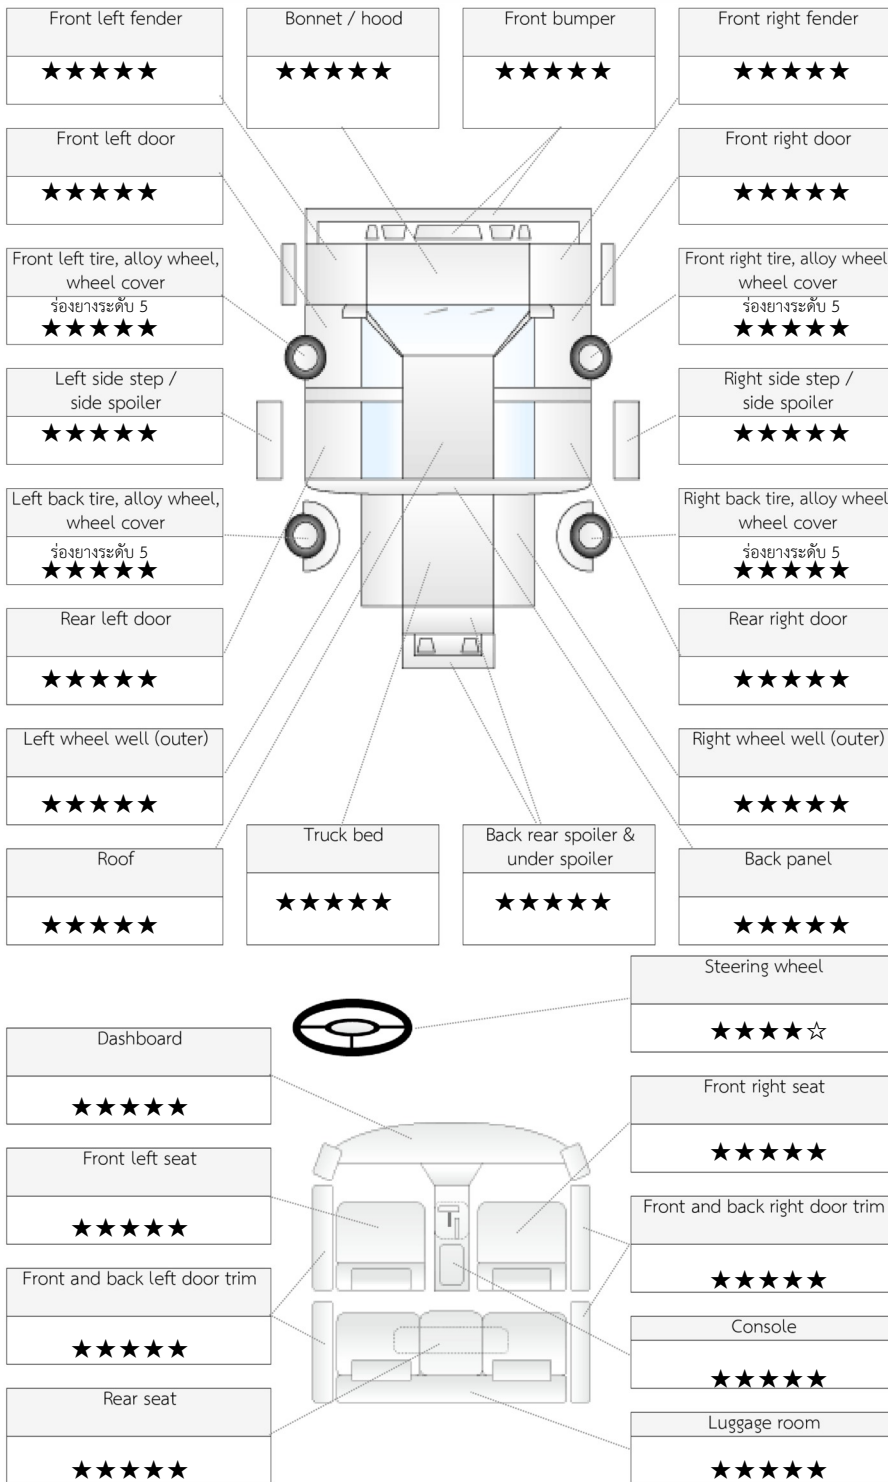 Front left fender
★★★★★
Bonnet / hood
★★★★★
Front bumper
★★★★★
Front right fender
★★★★★
Front left door
★★★★★
Front right door
★★★★★
Front left tire, alloy wheel,
wheel cover
ร่องยางระดับ 5
★★★★★
Front right tire, alloy wheel
wheel cover
ร่องยางระดับ 5
★★★★★
Left side step /
side spoiler
★★★★★
Right side step /
side spoiler
★★★★★
Left back tire, alloy wheel,
wheel cover
ร่องยางระดับ 5
★★★★★
Right back tire, alloy wheel
wheel cover
ร่องยางระดับ 5
★★★★★
Rear left door
★★★★★
Rear right door
★★★★★
Left wheel well (outer)
★★★★★
Right wheel well (outer)
★★★★★
Roof
★★★★★
Truck bed
★★★★★
Back rear spoiler &
under spoiler
★★★★★
Back panel
★★★★★
Steering wheel
★★★★☆
Dashboard
★★★★★
Front right seat
★★★★★
Front left seat
★★★★★
Front and back right door trim
★★★★★
Front and back left door trim
★★★★★
Console
★★★★★
Rear seat
★★★★★
Luggage room
★★★★★